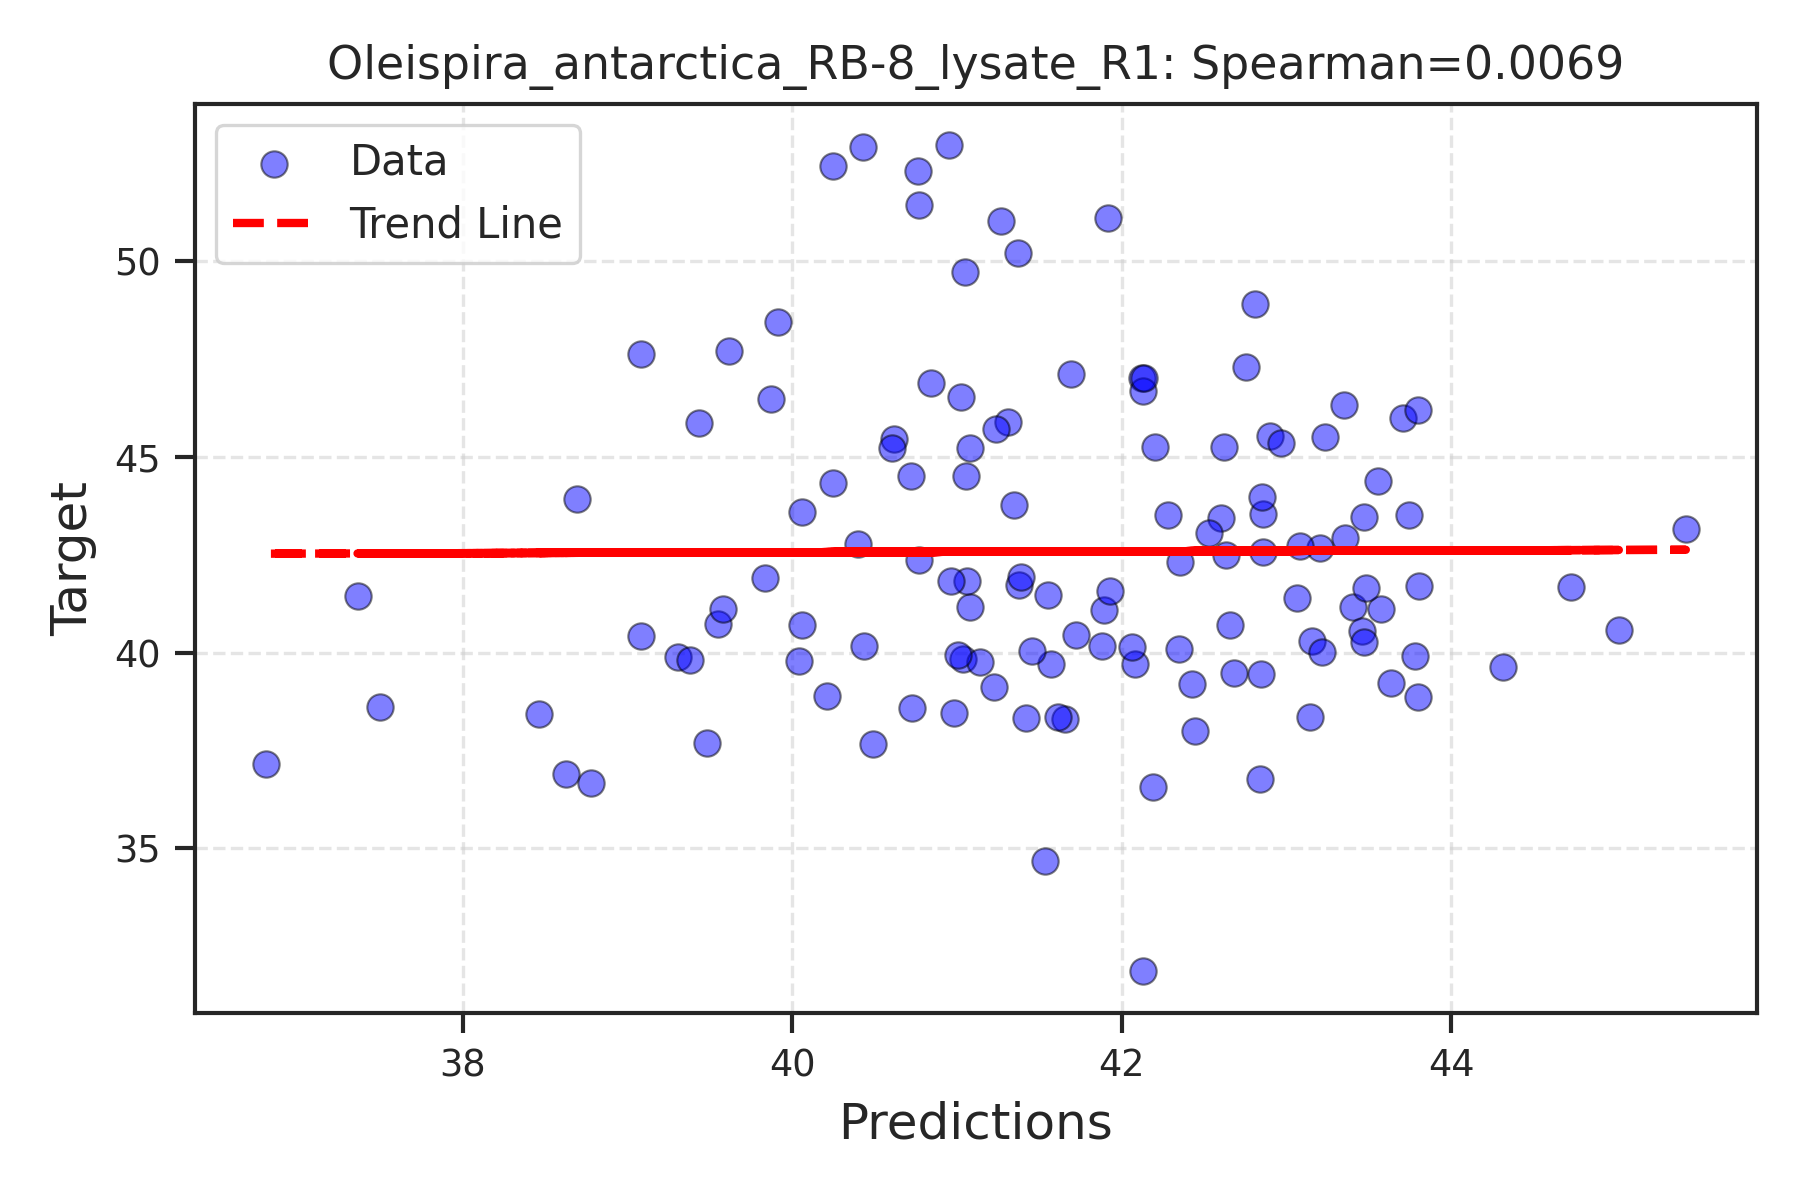 Oleispira_antarctica_RB-8_lysate_R1: Spearman=0.0069
Data
Trend Line
50
45
40
35
Target
38 40 42 44
Predictions